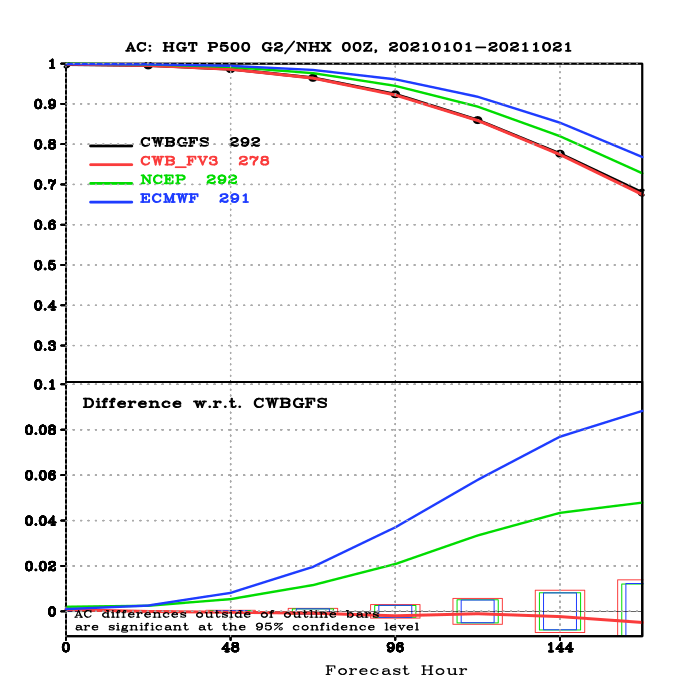 AC: HGT P500 G2/NHX 00Z, 20210101-20211021
1
0.9
0.8
CWBGFS 292
CWB_FV3 278
NCEP 292
ECMWF 291
0.7
0.6
0.5
0.4
0.3
0.1
Difference w.r.t. CWBGFS
0.08
0.06
0.04
0.02
0
AC differences outside of outline bars
are significant at the 95% confidence level
0 48 96 144
Forecast Hour